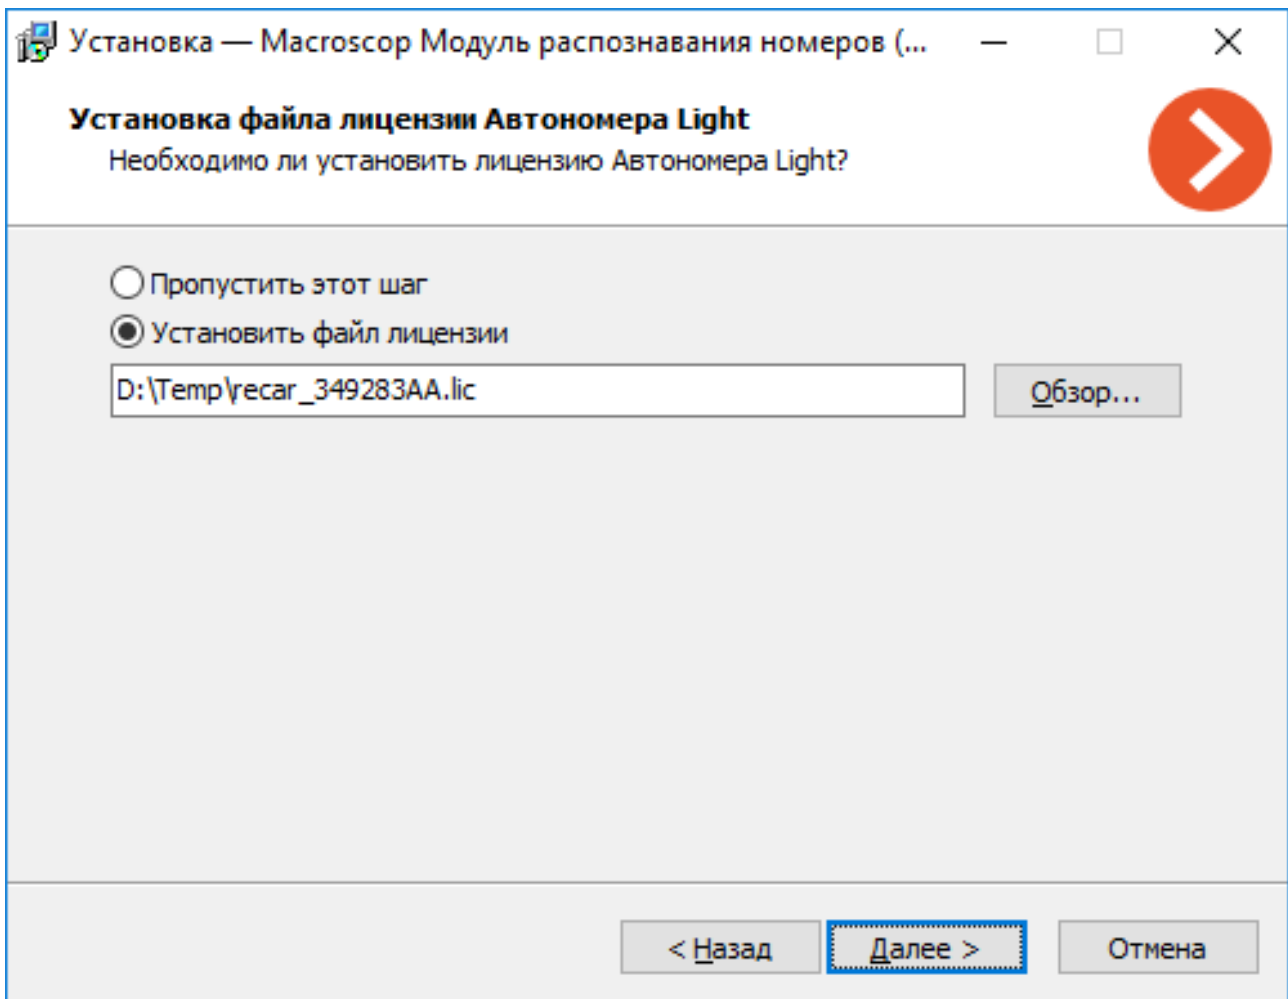 Установка — Macroscop Модуль распознавания номеров (...
Установка файла лицензии Автономера Light
Необходимо ли установить лицензию Автономера Light?
Пропустить этот шаг
Установить файл лицензии
D:\Temp\recar_349283AA.lic
Обзор...
< Назад
Далее >
Отмена